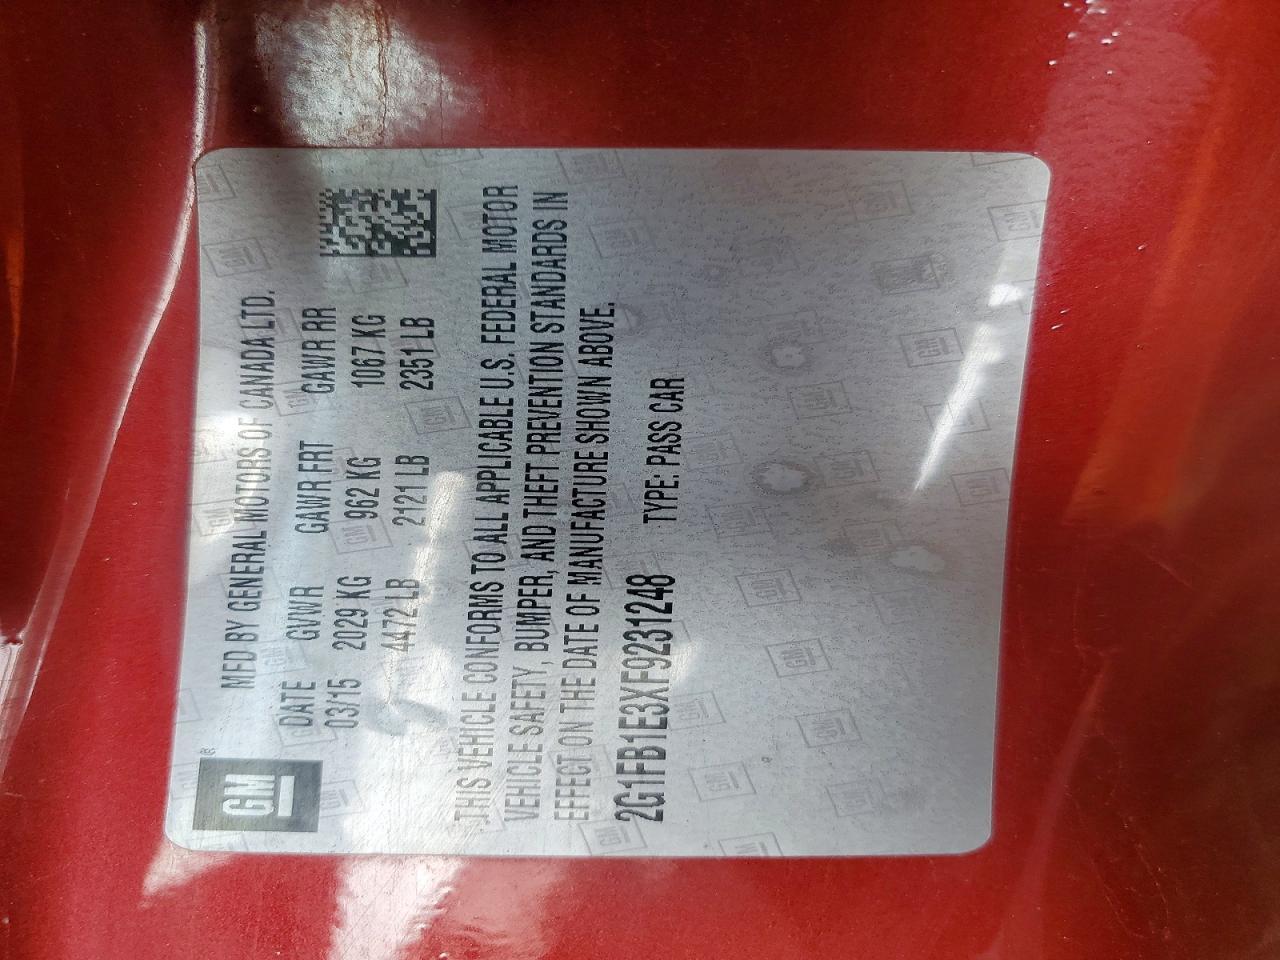 GM ®
MFD BY GENERAL MOTORS OF CANADA LTD.
DATE GVWR GAWR FRT GAWR RR
03/15 2029 KG 962 KG 1067 KG
4472 LB 2121 LB 2351 LB
THIS VEHICLE CONFORMS TO ALL APPLICABLE U.S. FEDERAL MOTOR
VEHICLE SAFETY, BUMPER, AND THEFT PREVENTION STANDARDS IN
EFFECT ON THE DATE OF MANUFACTURE SHOWN ABOVE.
2G1FB1E3XF9231248 TYPE: PASS CAR